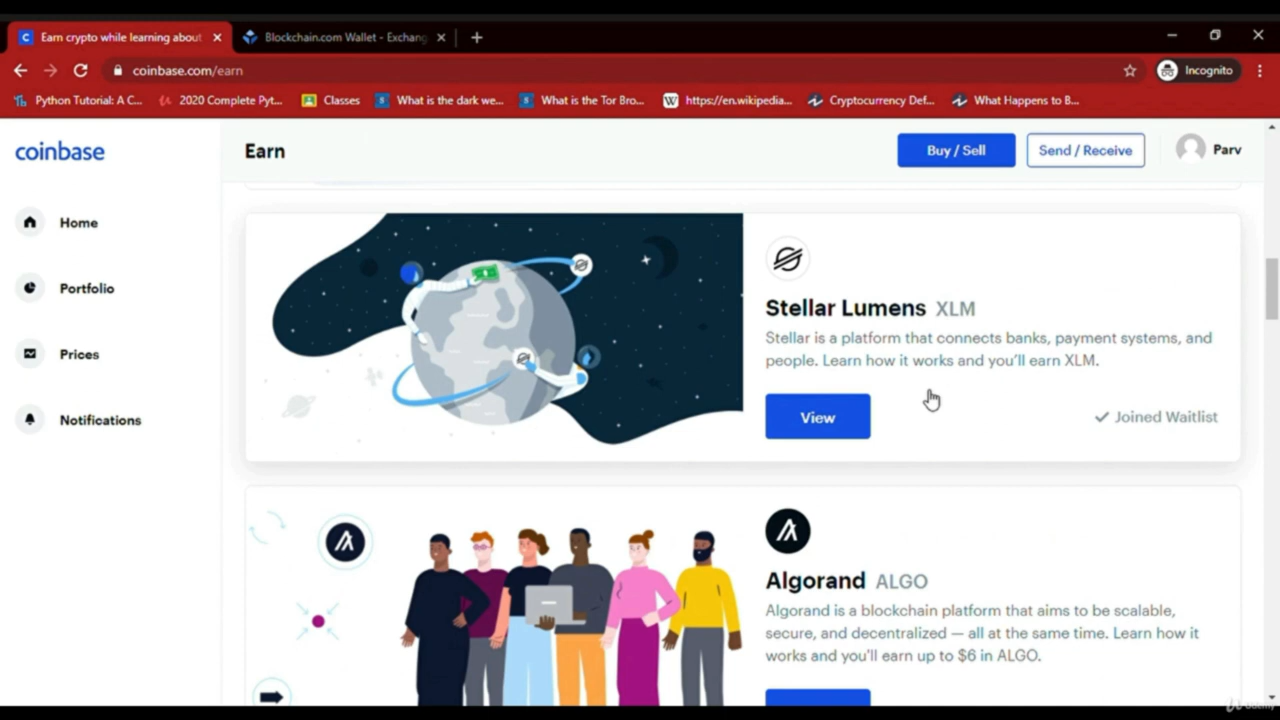 Earn crypto while learning about
Blockchain.com Wallet - Exchang
coinbase.com/earn
Incognito
Python Tutorial: A C...
2020 Complete Pyt...
Classes
What is the dark we...
What is the Tor Bro...
https://en.wikipedia...
Cryptocurrency Def...
What Happens to B...
coinbase
Earn
Buy / Sell
Send / Receive
Parv
Home
Portfolio
Prices
Notifications
Stellar Lumens XLM
Stellar is a platform that connects banks, payment systems, and
people. Learn how it works and you'll earn XLM.
View
Joined Waitlist
Algorand ALGO
Algorand is a blockchain platform that aims to be scalable,
secure, and decentralized — all at the same time. Learn how it
works and you'll earn up to $6 in ALGO.
udemy